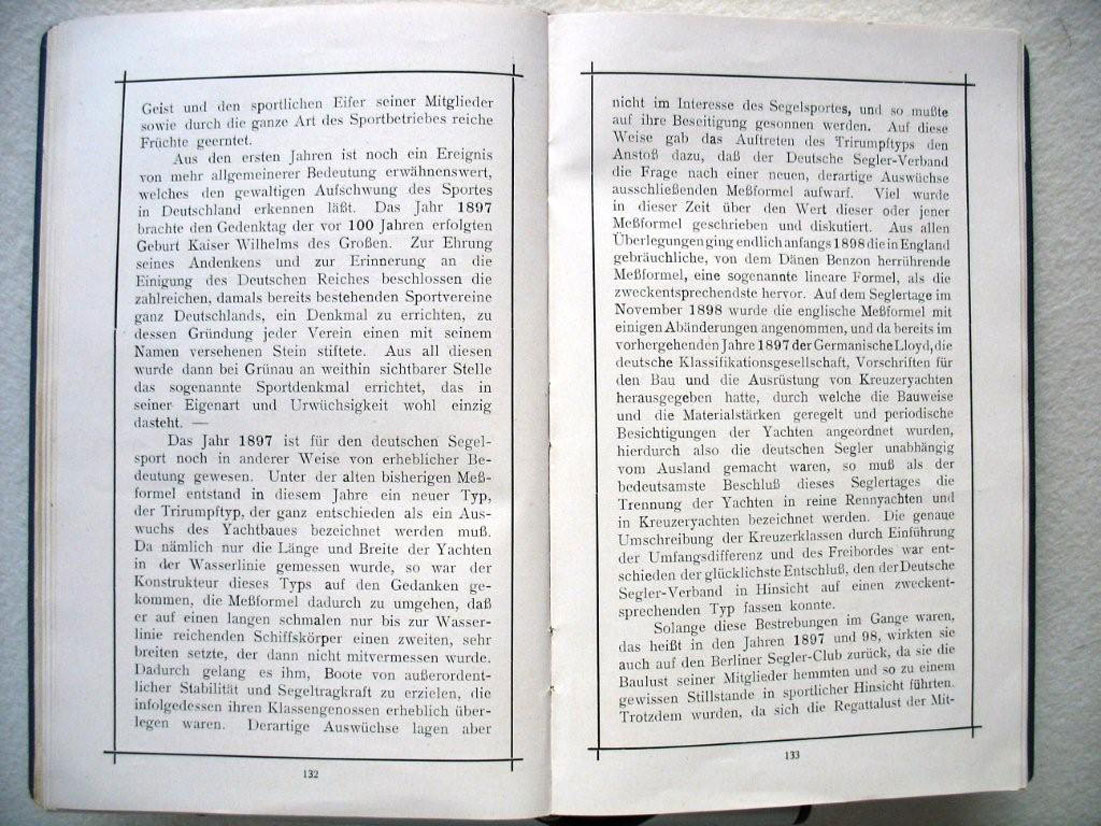 Geist und den sportlichen Eifer seiner Mitglieder
sowie durch die ganze Art des Sportbetriebes reiche
Früchte geerntet.
Aus den ersten Jahren ist noch ein Ereignis
von mehr allgemeinerer Bedeutung erwähnenswert,
welches den gewaltigen Aufschwung des Sportes
in Deutschland erkennen läßt. Das Jahr 1897
brachte den Gedenktag der vor 100 Jahren erfolgten
Geburt Kaiser Wilhelms des Großen. Zur Ehrung
seines Andenkens und zur Erinnerung an die
Einigung des Deutschen Reiches beschlossen die
zahlreichen, damals bereits bestehenden Sportvereine
ganz Deutschlands, ein Denkmal zu errichten, zu
dessen Gründung jeder Verein einen mit seinem
Namen versehenen Stein stiftete. Aus all diesen
wurde dann bei Grünau an weithin sichtbarer Stelle
das sogenannte Sportdenkmal errichtet, das in
seiner Eigenart und Urwüchsigkeit wohl einzig
dasteht. —
Das Jahr 1897 ist für den deutschen Segel-
sport noch in anderer Weise von erheblicher Be-
deutung gewesen. Unter der alten bisherigen Meß-
formel entstand in diesem Jahre ein neuer Typ,
der Trirumpftyp, der ganz entschieden als ein Aus-
wuchs des Yachtbaues bezeichnet werden muß.
Da nämlich nur die Länge und Breite der Yachten
in der Wasserlinie gemessen wurde, so war der
Konstrukteur dieses Typs auf den Gedanken ge-
kommen, die Meßformel dadurch zu umgehen, daß
er auf einen langen schmalen nur bis zur Wasser-
linie reichenden Schiffskörper einen zweiten, sehr
breiten setzte, der dann nicht mitvermessen wurde.
Dadurch gelang es ihm, Boote von außerordent-
licher Stabilität und Segeltragkraft zu erzielen, die
infolgedessen ihren Klassengenossen erheblich über-
legen waren. Derartige Auswüchse lagen aber
132
nicht im Interesse des Segelsportes, und so mußte
auf ihre Beseitigung gesonnen werden. Auf diese
Weise gab das Auftreten des Trirumpftyps den
Anstoß dazu, daß der Deutsche Segler-Verband
die Frage nach einer neuen, derartige Auswüchse
ausschließenden Meßformel aufwarf. Viel wurde
in dieser Zeit über den Wert dieser oder jener
Meßformel geschrieben und diskutiert. Aus allen
Überlegungen ging endlich anfangs 1898 die in England
gebräuchliche, von dem Dänen Benzon herrührende
Meßformel, eine sogenannte lineare Formel, als die
zweckentsprechendste hervor. Auf dem Seglertage im
November 1898 wurde die englische Meßformel mit
einigen Abänderungen angenommen, und da bereits im
vorhergehenden Jahre 1897 der Germanische Lloyd, die
deutsche Klassifikationsgesellschaft, Vorschriften für
den Bau und die Ausrüstung von Kreuzeryachten
herausgegeben hatte, durch welche die Bauweise
und die Materialstärken geregelt und periodische
Besichtigungen der Yachten angeordnet wurden,
hierdurch also die deutschen Segler unabhängig
vom Ausland gemacht waren, so muß als der
bedeutsamste Beschluß dieses Seglertages die
Trennung der Yachten in reine Rennyachten und
in Kreuzeryachten bezeichnet werden. Die genaue
Umschreibung der Kreuzerklassen durch Einführung
der Umfangsdifferenz und des Freibordes war ent-
schieden der glücklichste Entschluß, den der Deutsche
Segler-Verband in Hinsicht auf einen zweckent-
sprechenden Typ fassen konnte.
Solange diese Bestrebungen im Gange waren,
das heißt in den Jahren 1897 und 98, wirkten sie
auch auf den Berliner Segler-Club zurück, da sie die
Baulust seiner Mitglieder hemmten und so zu einem
gewissen Stillstande in sportlicher Hinsicht führten.
Trotzdem wurden, da sich die Regattalust der Mit-
133